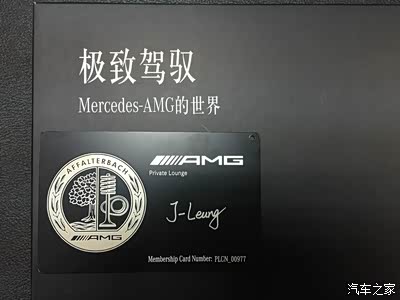 极致驾驭
Mercedes-AMG的世界
AFFALTERBACH
AMG
AMG
Private Lounge
J-Leung
Membership Card Number: PLCN_00977
汽车之家